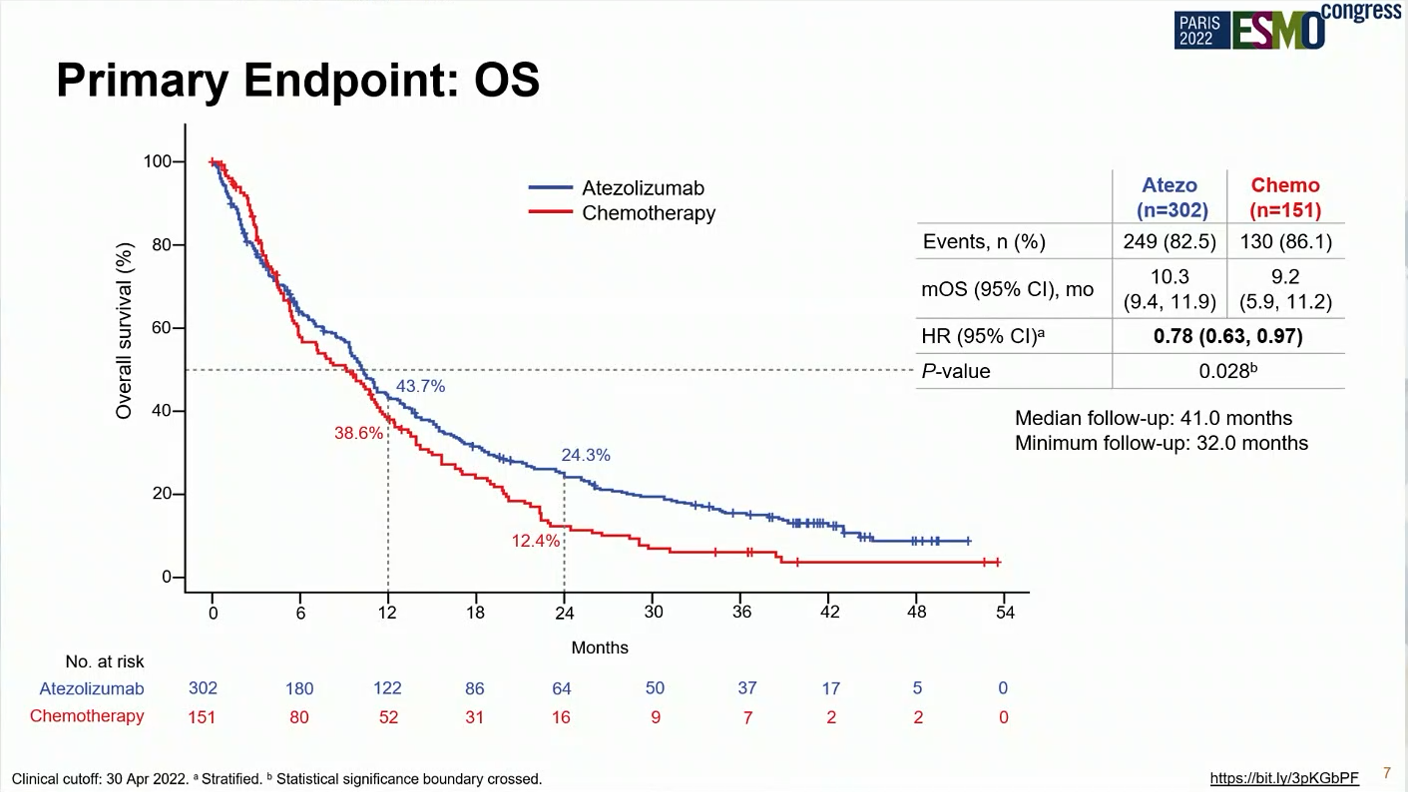 PARIS
2022
ESMO
congress
Primary Endpoint: OS
Overall survival (%)
100
80
60
40
20
0
Atezolizumab
Chemotherapy
43.7%
38.6%
24.3%
12.4%
0 6 12 18 24 30 36 42 48 54
Months
Atezo Chemo
(n=302) (n=151)
Events, n (%) 249 (82.5) 130 (86.1)
mOS (95% CI), mo 10.3 (9.4, 11.9) 9.2 (5.9, 11.2)
HR (95% CI)ᵃ 0.78 (0.63, 0.97)
P-value 0.028ᵇ
Median follow-up: 41.0 months
Minimum follow-up: 32.0 months
No. at risk
Atezolizumab 302 180 122 86 64 50 37 17 5 0
Chemotherapy 151 80 52 31 16 9 7 2 2 0
Clinical cutoff: 30 Apr 2022. ᵃ Stratified. ᵇ Statistical significance boundary crossed.
https://bit.ly/3pKGbPF
7